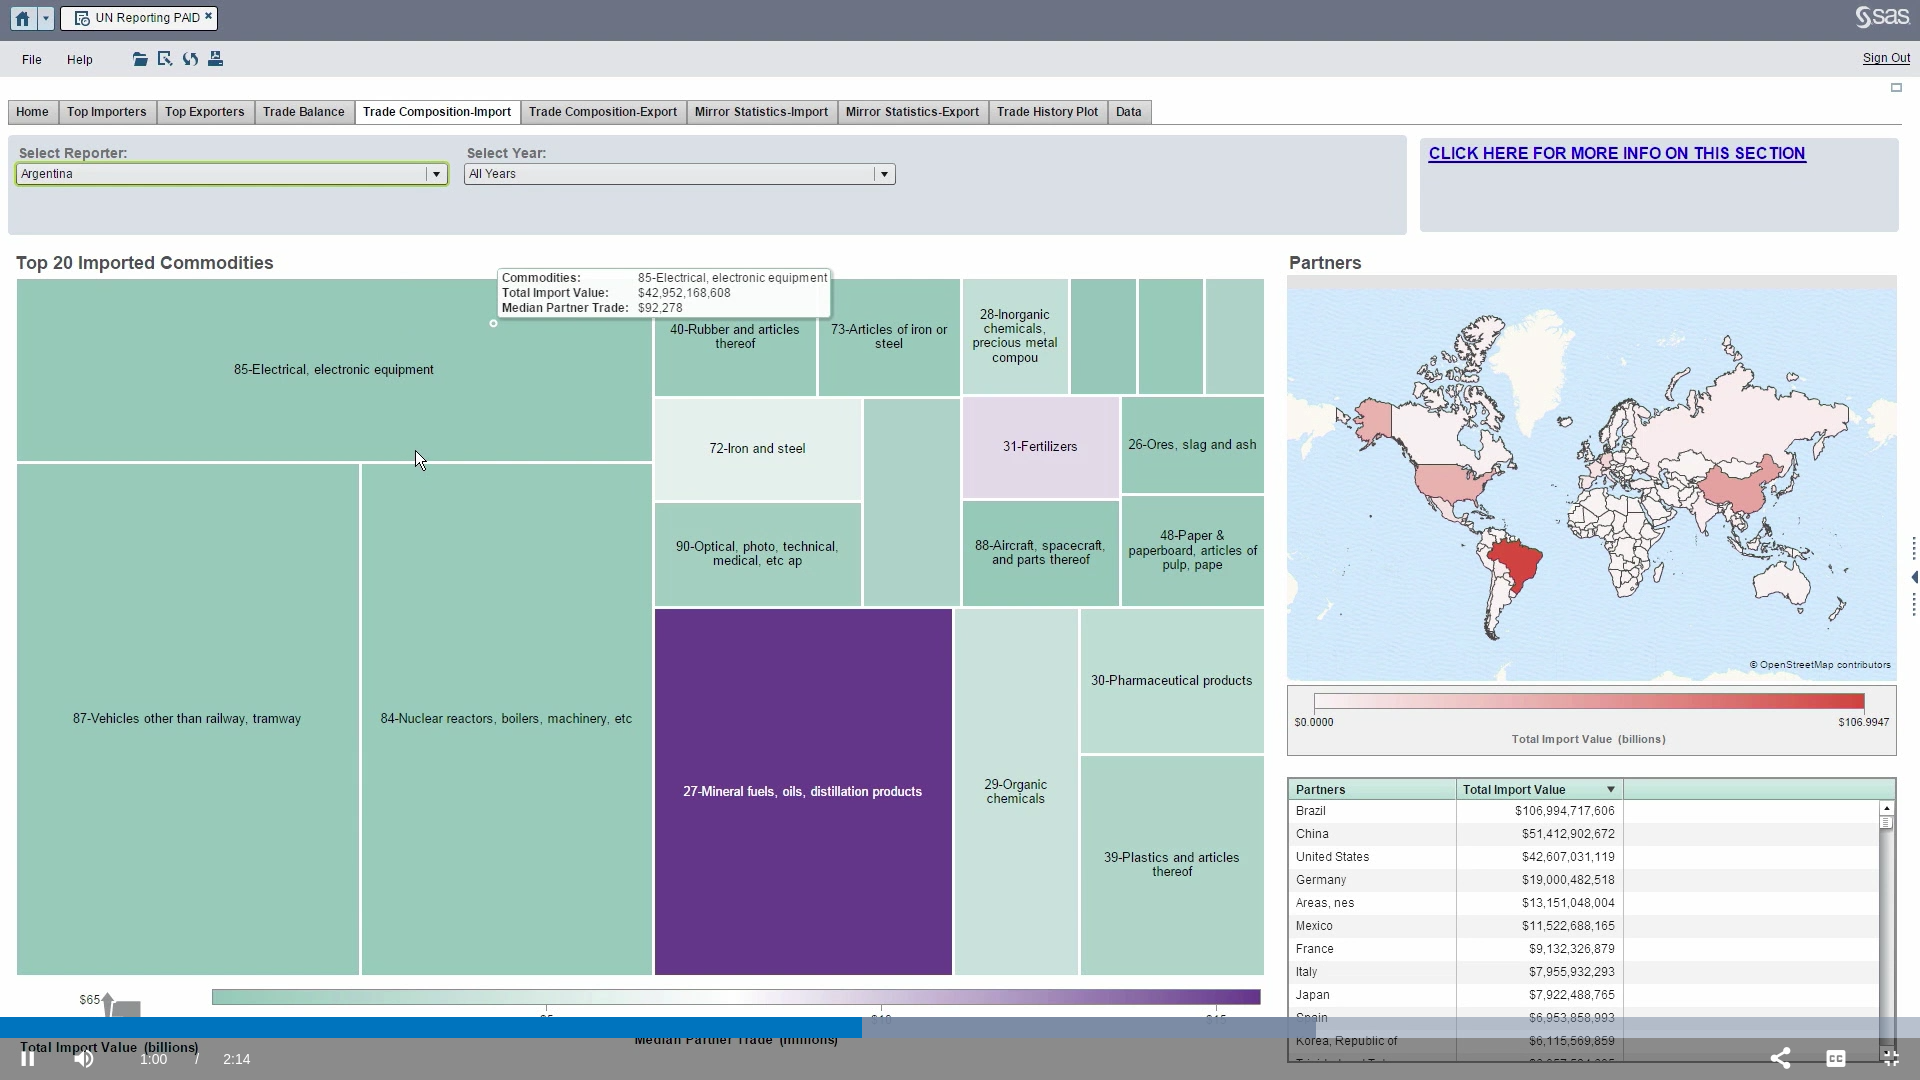 UN Reporting PAID
sas
File
Help
Sign Out
Home
Top Importers
Top Exporters
Trade Balance
Trade Composition-Import
Trade Composition-Export
Mirror Statistics-Import
Mirror Statistics-Export
Trade History Plot
Data
Select Reporter:
Select Year:
Argentina
All Years
CLICK HERE FOR MORE INFO ON THIS SECTION
Top 20 Imported Commodities
Partners
Commodities: 85-Electrical, electronic equipment
Total Import Value: $42,952,168,608
Median Partner Trade: $92,278
85-Electrical, electronic equipment
40-Rubber and articles
thereof
73-Articles of iron or
steel
28-Inorganic
chemicals,
precious metal
compou
72-Iron and steel
31-Fertilizers
26-Ores, slag and ash
90-Optical, photo, technical,
medical, etc ap
88-Aircraft, spacecraft,
and parts thereof
48-Paper &
paperboard, articles of
pulp, pape
87-Vehicles other than railway, tramway
84-Nuclear reactors, boilers, machinery, etc
27-Mineral fuels, oils, distillation products
29-Organic
chemicals
30-Pharmaceutical products
39-Plastics and articles
thereof
© OpenStreetMap contributors
$0.0000
$106.9947
Total Import Value (billions)
Partners Total Import Value
Brazil $106,994,717,606
China $51,412,902,672
United States $42,607,031,119
Germany $19,000,482,518
Areas, nes $13,151,048,004
Mexico $11,522,688,165
France $9,132,326,879
Italy $7,955,932,293
Japan $7,922,488,765
Spain $6,953,858,993
Korea, Republic of $6,115,569,859
$65
$5
$10
$15
Total Import Value (billions)
Median Partner Trade (millions)
1:00 / 2:14
CC